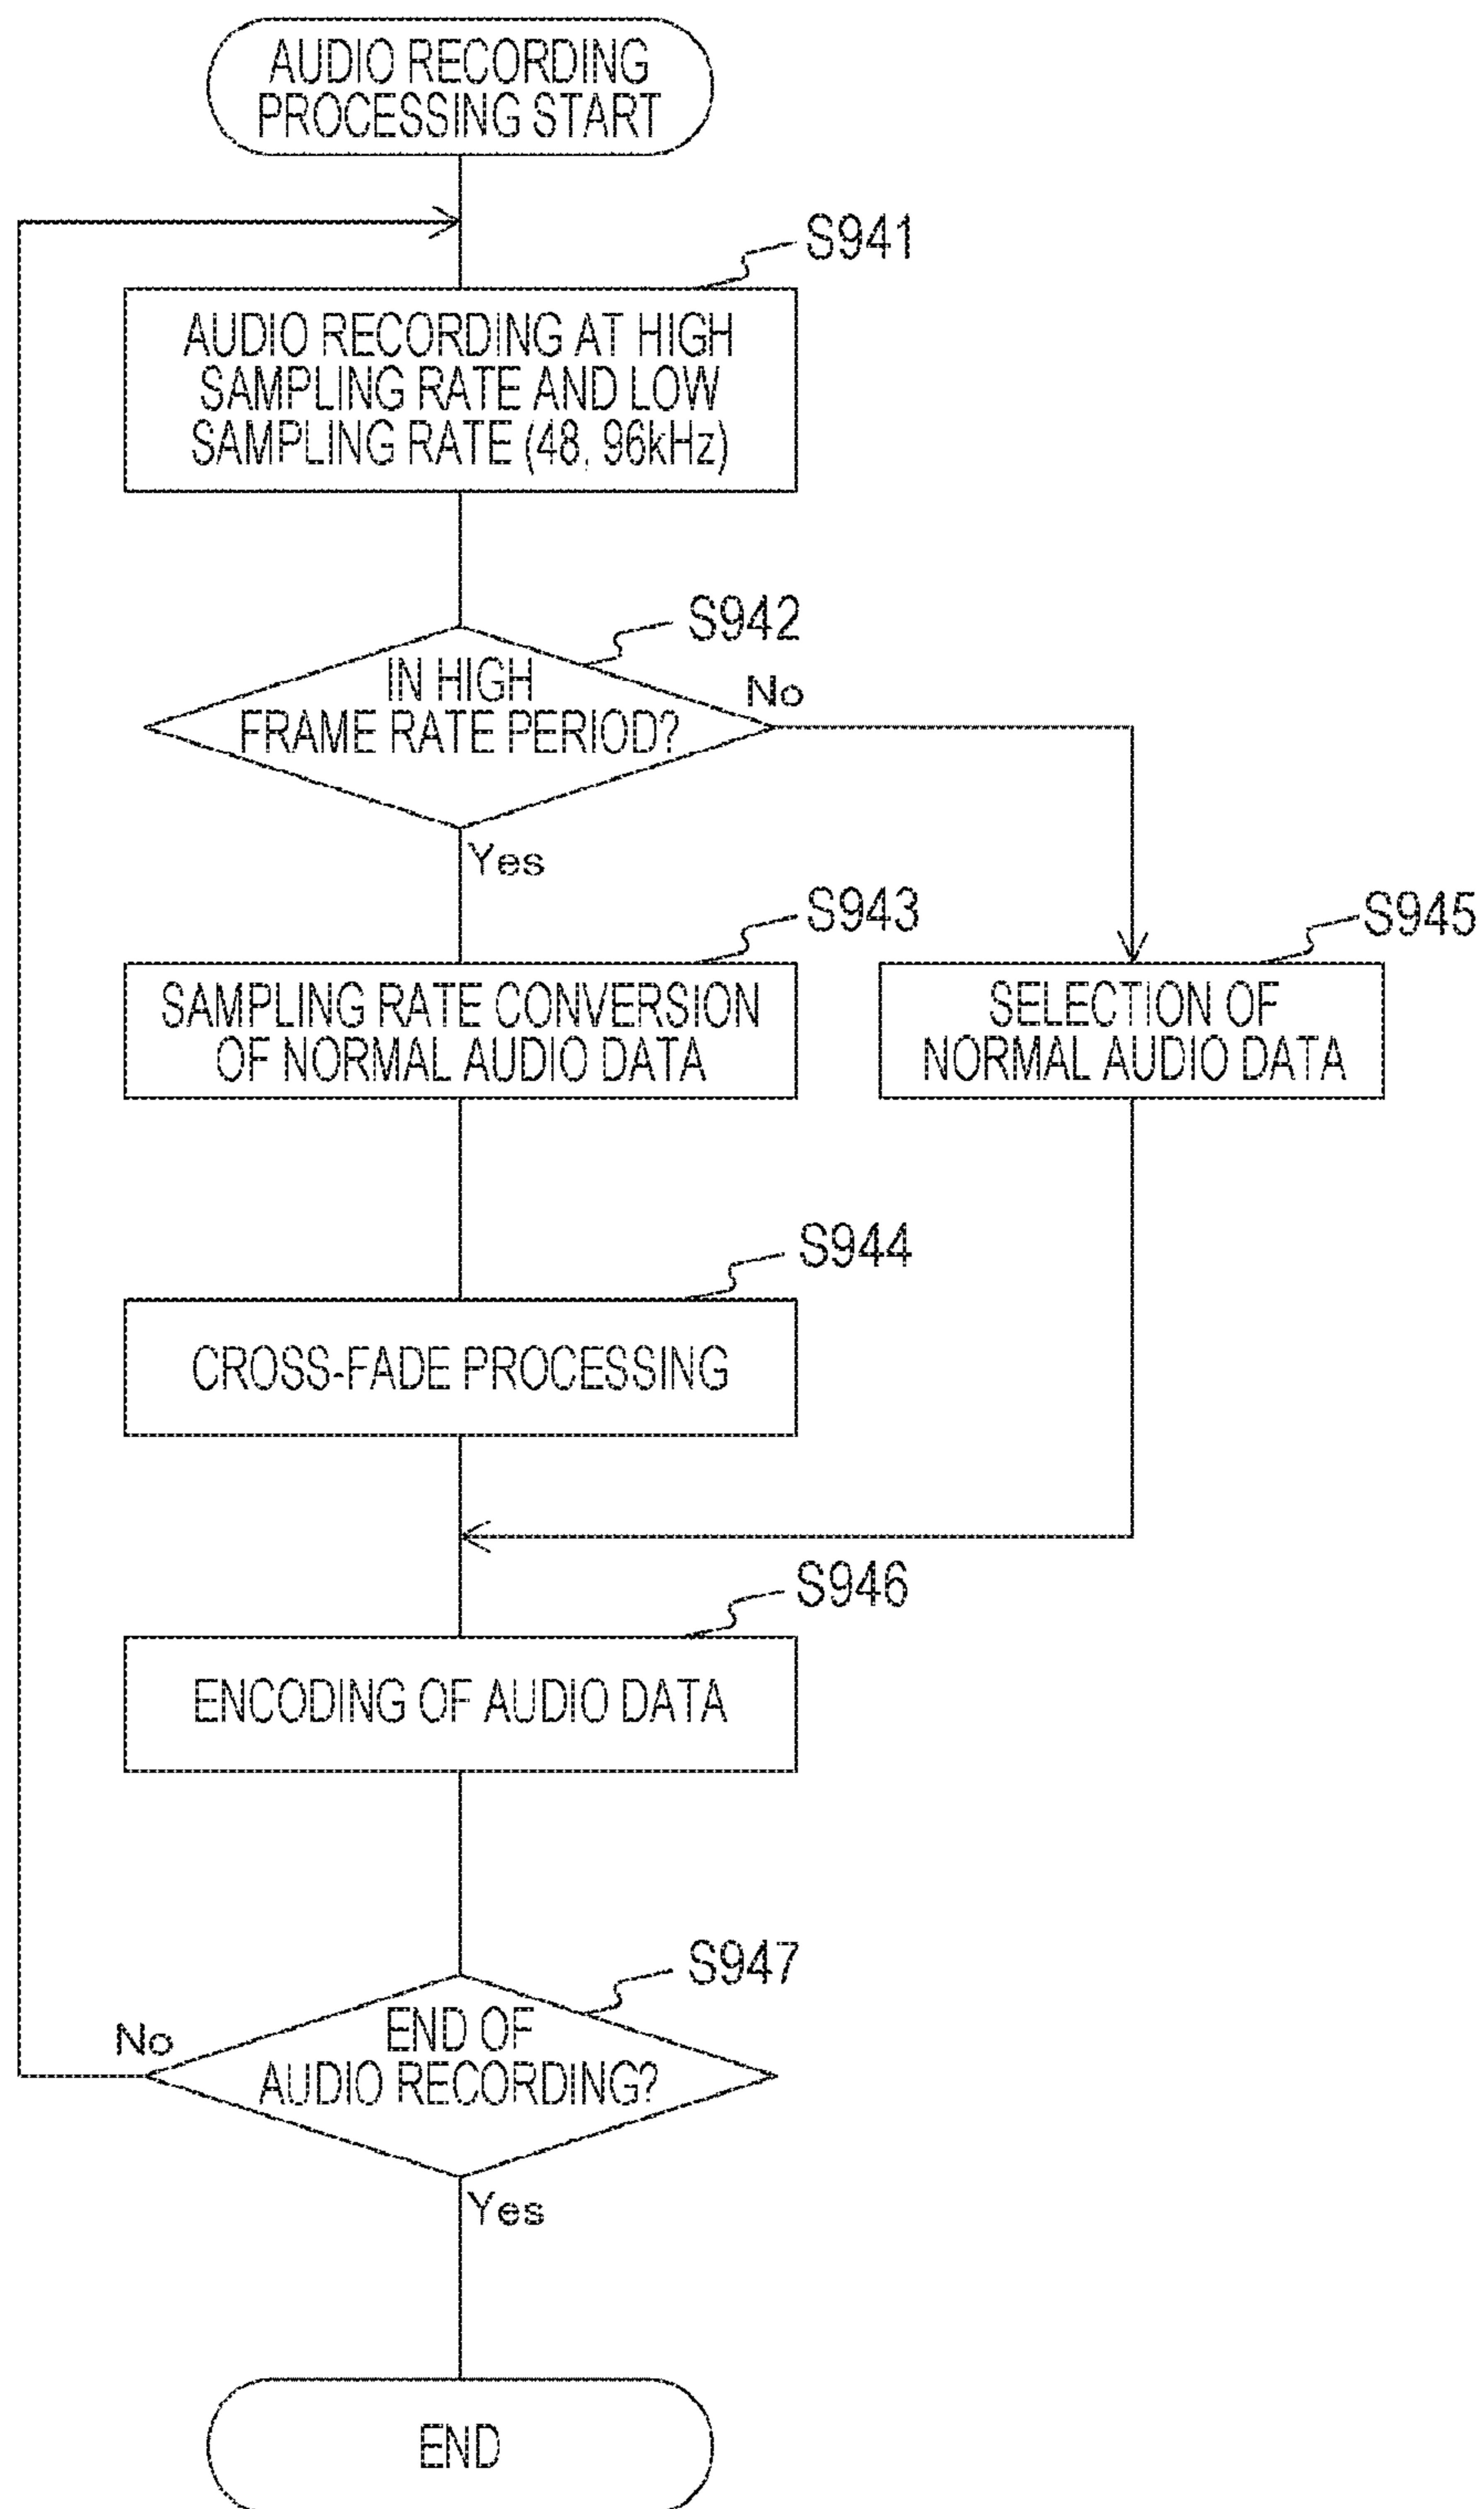 AUDIO RECORDING
PROCESSING START
S941
AUDIO RECORDING AT HIGH
SAMPLING RATE AND LOW
SAMPLING RATE (48, 96kHz)
S942
IN HIGH
FRAME RATE PERIOD?
No
Yes
S943
SAMPLING RATE CONVERSION
OF NORMAL AUDIO DATA
S945
SELECTION OF
NORMAL AUDIO DATA
S944
CROSS-FADE PROCESSING
S946
ENCODING OF AUDIO DATA
S947
END OF
AUDIO RECORDING?
No
Yes
END